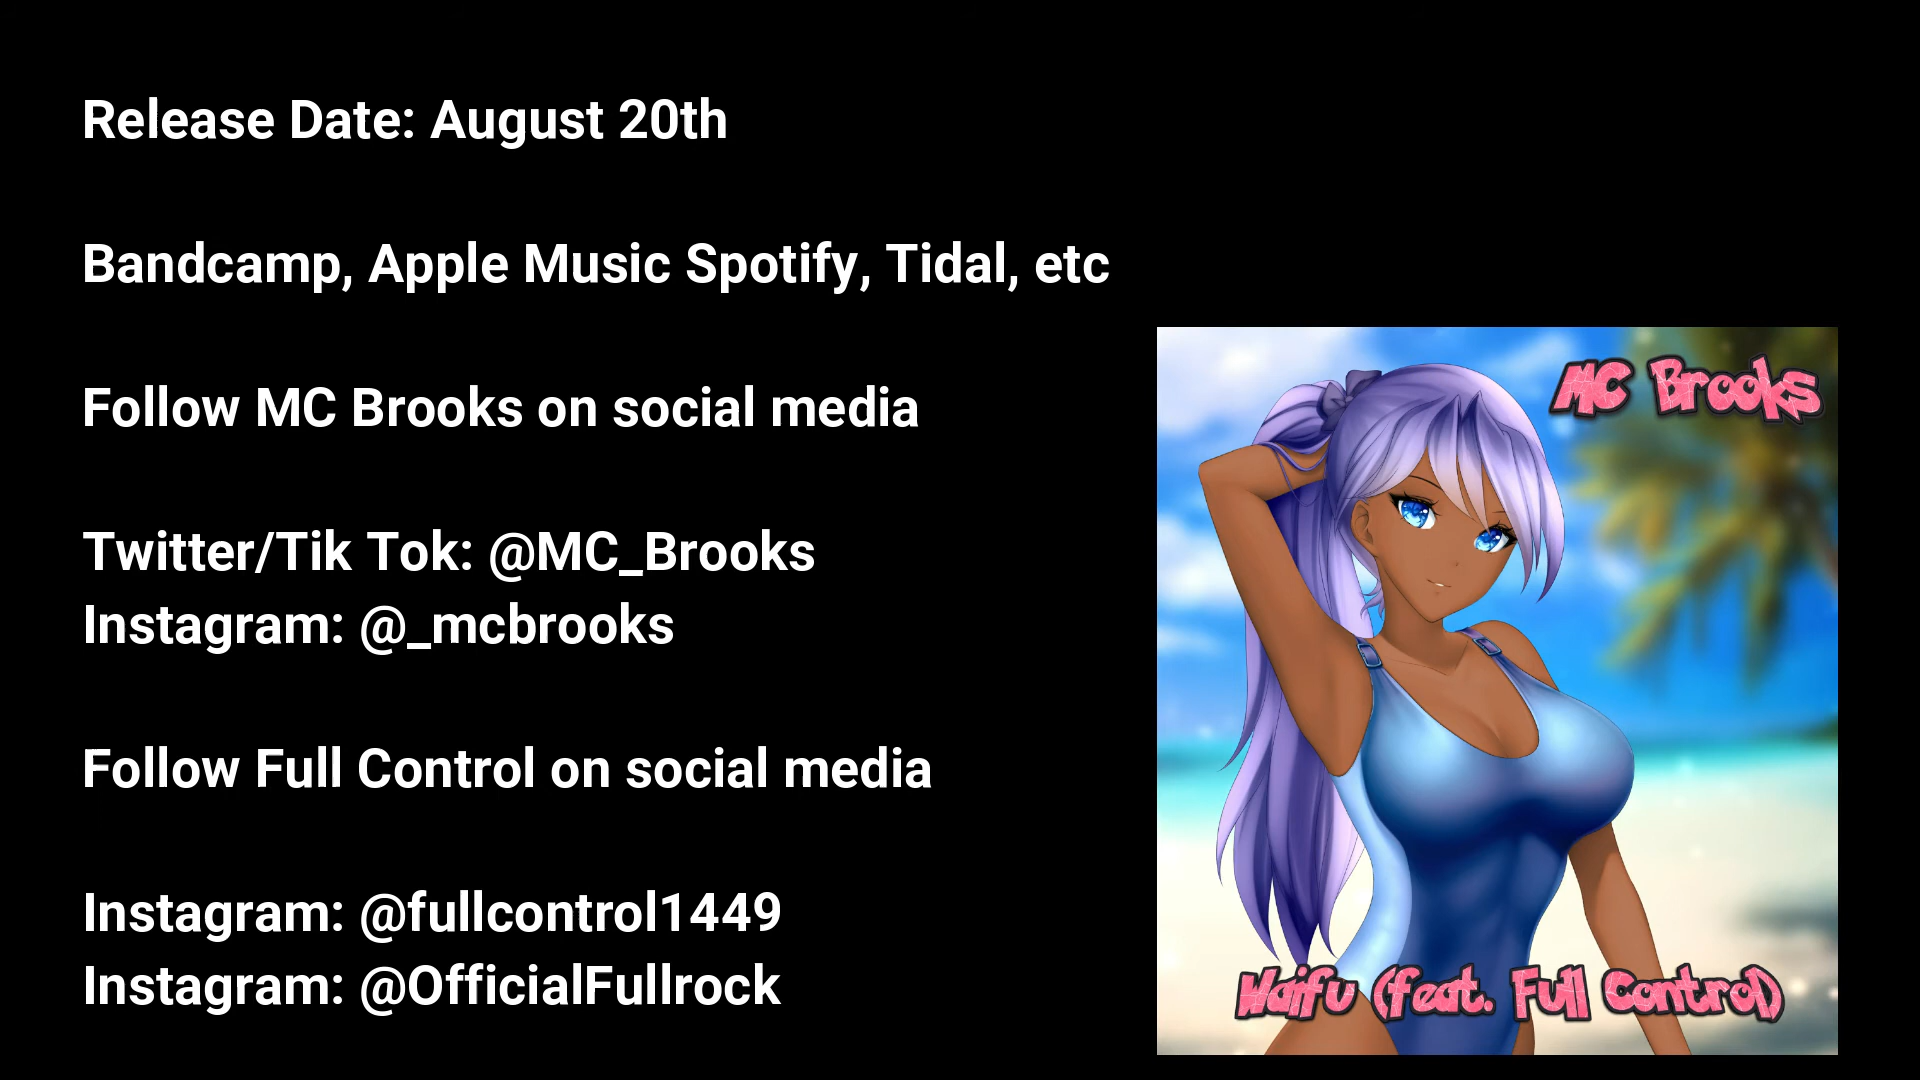 Release Date: August 20th
Bandcamp, Apple Music Spotify, Tidal, etc
Follow MC Brooks on social media
Twitter/Tik Tok: @MC_Brooks
Instagram: @_mcbrooks
Follow Full Control on social media
Instagram: @fullcontrol1449
Instagram: @OfficialFullrock
MC Brooks
Waifu (feat. Full Control)